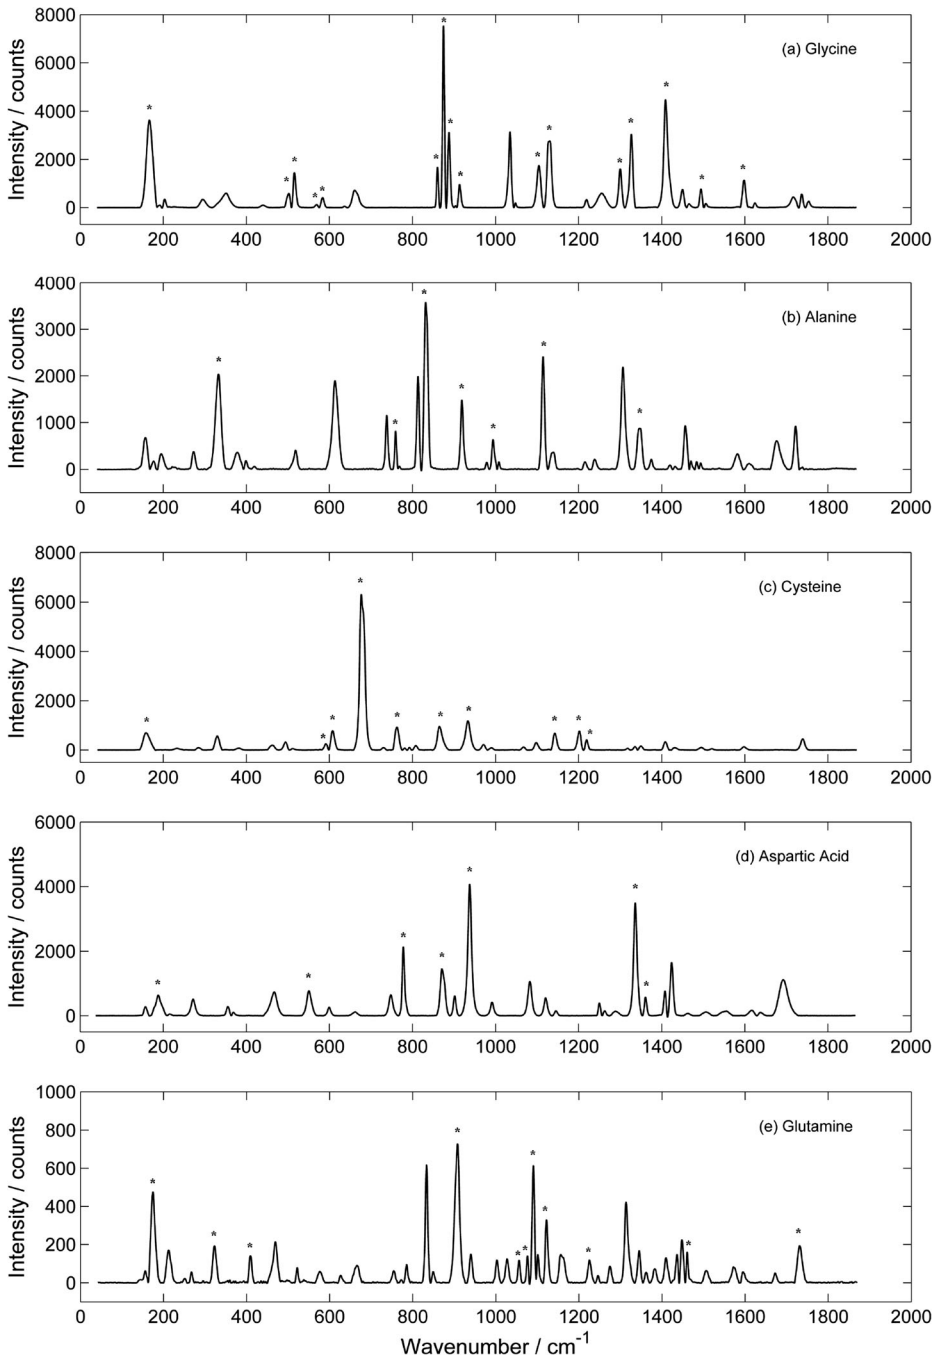 8000
6000
4000
2000
0
Intensity / counts
(a) Glycine
* * * * * * * * * * * * * * * *
0 200 400 600 800 1000 1200 1400 1600 1800 2000
4000
3000
2000
1000
0
Intensity / counts
(b) Alanine
* * * * * * *
0 200 400 600 800 1000 1200 1400 1600 1800 2000
8000
6000
4000
2000
0
Intensity / counts
(c) Cysteine
* * * * * * * * * *
0 200 400 600 800 1000 1200 1400 1600 1800 2000
6000
4000
2000
0
Intensity / counts
(d) Aspartic Acid
* * * * * * *
0 200 400 600 800 1000 1200 1400 1600 1800 2000
1000
800
600
400
200
0
Intensity / counts
(e) Glutamine
* * * * * * * * * * *
0 200 400 600 800 1000 1200 1400 1600 1800 2000
Wavenumber / cm⁻¹